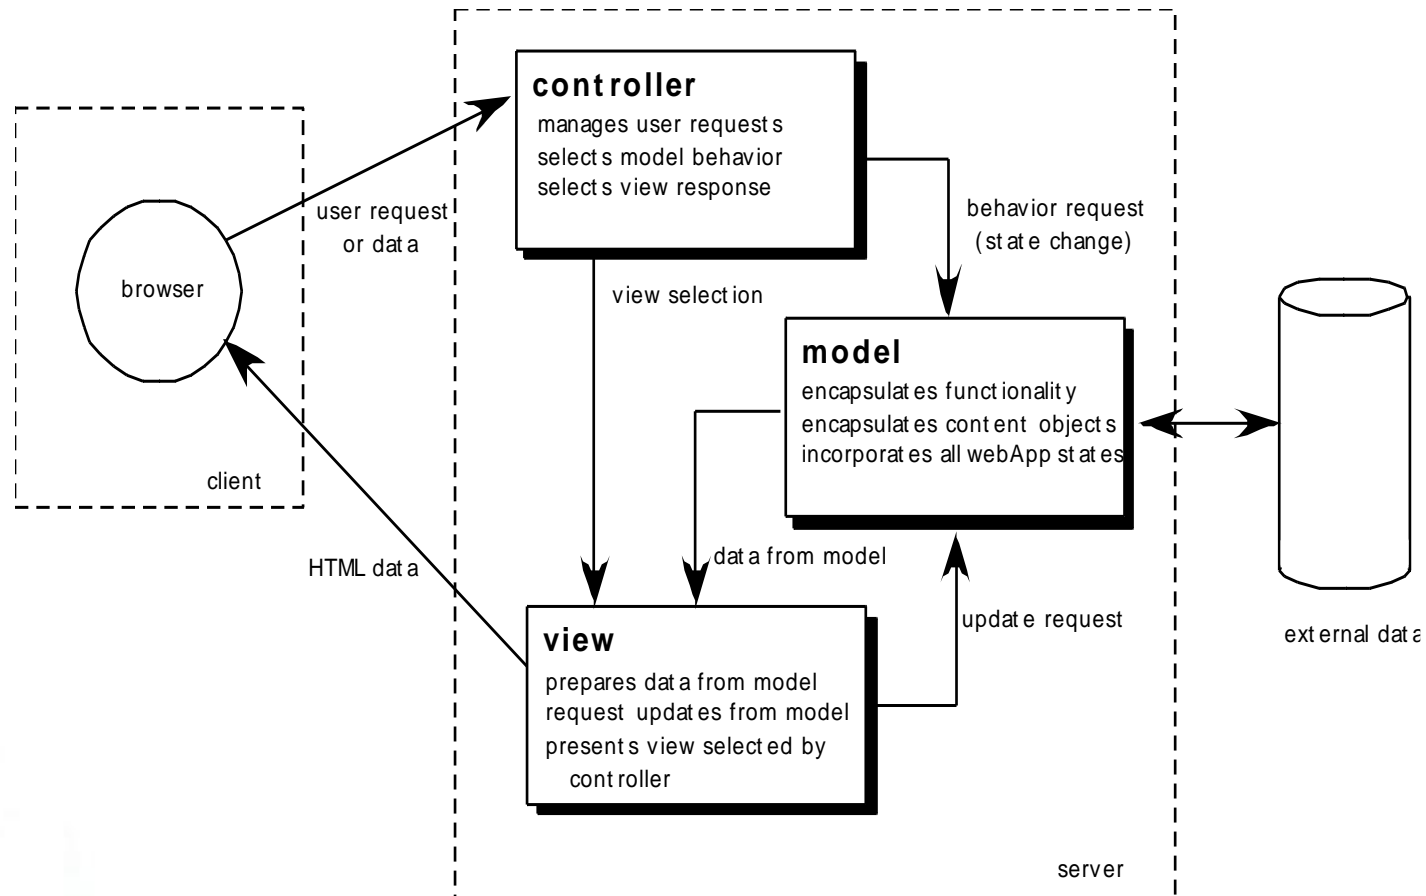 controller
manages user requests
selects model behavior
selects view response
user request
or data
behavior request
(state change)
browser
view selection
model
encapsulates functionality
encapsulates content objects
incorporates all webApp states
client
data from model
HTML data
update request
external data
view
prepares data from model
request updates from model
presents view selected by
controller
server